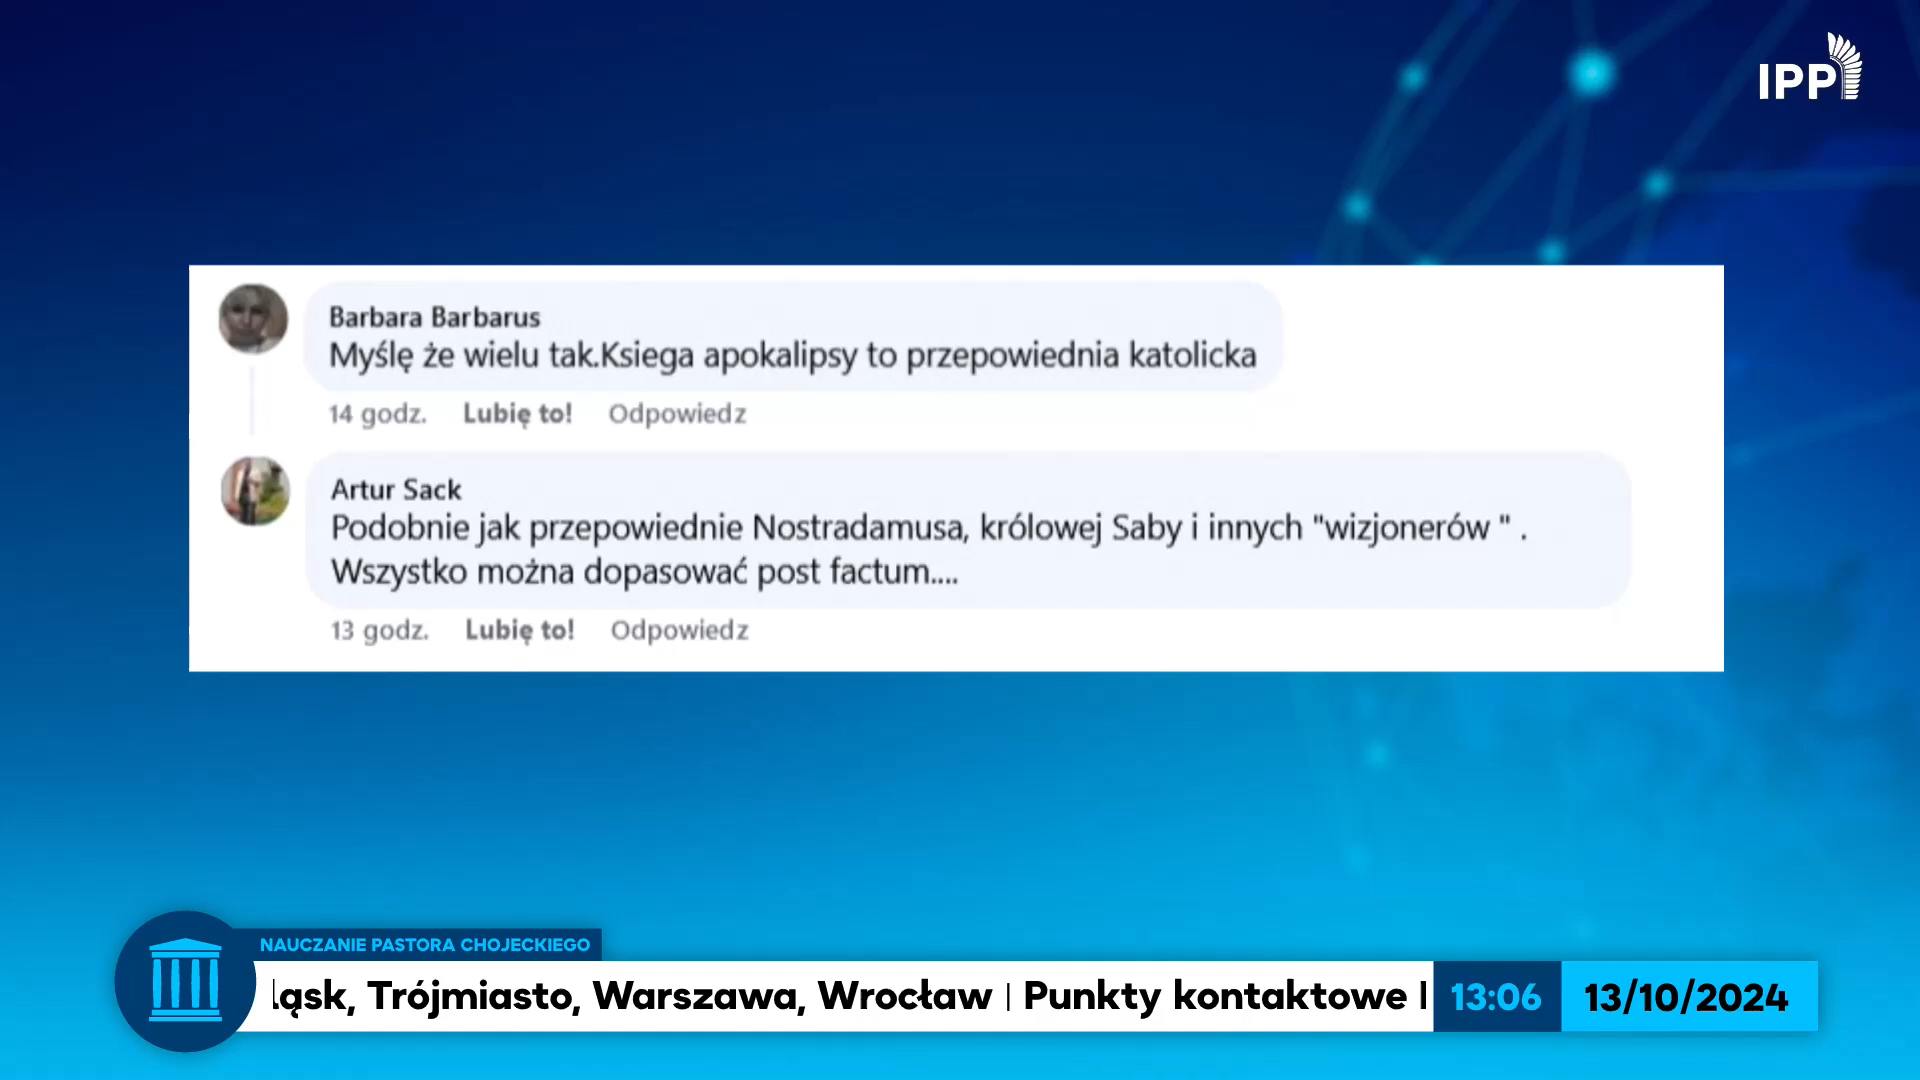 IPP
Barbara Barbarus
Myślę że wielu tak.Ksiega apokalipsy to przepowiednia katolicka
14 godz. Lubię to! Odpowiedz
Artur Sack
Podobnie jak przepowiednie Nostradamusa, królowej Saby i innych "wizjonerów " .
Wszystko można dopasować post factum....
13 godz. Lubię to! Odpowiedz
NAUCZANIE PASTORA CHOJECKIEGO
ląsk, Trójmiasto, Warszawa, Wrocław | Punkty kontaktowe
13:06
13/10/2024